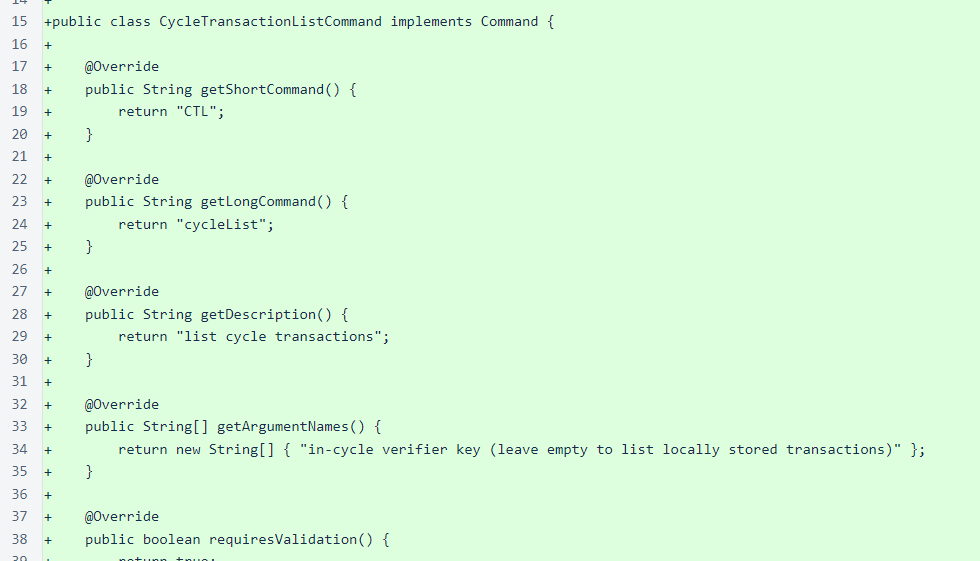 14 +
15 +public class CycleTransactionListCommand implements Command {
16 +
17 +    @Override
18 +    public String getShortCommand() {
19 +        return "CTL";
20 +    }
21 +
22 +    @Override
23 +    public String getLongCommand() {
24 +        return "cycleList";
25 +    }
26 +
27 +    @Override
28 +    public String getDescription() {
29 +        return "list cycle transactions";
30 +    }
31 +
32 +    @Override
33 +    public String[] getArgumentNames() {
34 +        return new String[] { "in-cycle verifier key (leave empty to list locally stored transactions)" };
35 +    }
36 +
37 +    @Override
38 +    public boolean requiresValidation() {
39 +        return true;